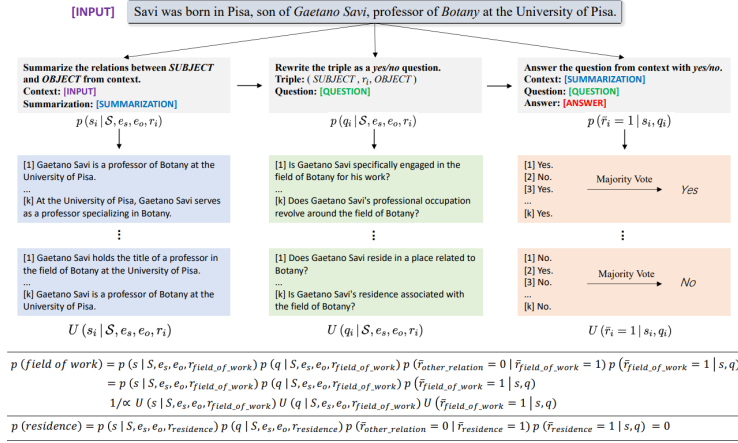 [INPUT] Savi was born in Pisa, son of Gaetano Savi, professor of Botany at the University of Pisa.
Summarize the relations between SUBJECT
and OBJECT from context.
Context: [INPUT]
Summarization: [SUMMARIZATION]
Rewrite the triple as a yes/no question.
Triple: ( SUBJECT , r_i, OBJECT )
Question: [QUESTION]
Answer the question from context with yes/no.
Context: [SUMMARIZATION]
Question: [QUESTION]
Answer: [ANSWER]
p (s_i | S, e_s, e_o, r_i)
p (q_i | S, e_s, e_o, r_i)
p (r̄_i = 1 | s_i, q_i)
[1] Gaetano Savi is a professor of Botany at the
University of Pisa.
...
[k] At the University of Pisa, Gaetano Savi serves
as a professor specializing in Botany.
[1] Is Gaetano Savi specifically engaged in the
field of Botany for his work?
...
[k] Does Gaetano Savi's professional occupation
revolve around the field of Botany?
[1] Yes.
[2] No.
[3] Yes.
...
[k] Yes.
Majority Vote
Yes
⋮ ⋮ ⋮
[1] Gaetano Savi holds the title of a professor in
the field of Botany at the University of Pisa.
...
[k] Gaetano Savi is a professor of Botany at the
University of Pisa.
[1] Does Gaetano Savi reside in a place related to
Botany?
...
[k] Is Gaetano Savi's residence associated with
the field of Botany?
[1] No.
[2] Yes.
[3] No.
...
[k] No.
Majority Vote
No
U (s_i | S, e_s, e_o, r_i)
U (q_i | S, e_s, e_o, r_i)
U (r̄_i = 1 | s_i, q_i)
p (field of work) = p (s | S, e_s, e_o, r_field_of_work) p (q | S, e_s, e_o, r_field_of_work) p (r̄_other_relation = 0 | r̄_field_of_work = 1) p (r̄_field_of_work = 1 | s, q)
= p (s | S, e_s, e_o, r_field_of_work) p (q | S, e_s, e_o, r_field_of_work) p (r̄_field_of_work = 1 | s, q)
1/∝ U (s | S, e_s, e_o, r_field_of_work) U (q | S, e_s, e_o, r_field_of_work) U (r̄_field_of_work = 1 | s, q)
p (residence) = p (s | S, e_s, e_o, r_residence) p (q | S, e_s, e_o, r_residence) p (r̄_other_relation = 0 | r̄_residence = 1) p (r̄_residence = 1 | s, q) = 0